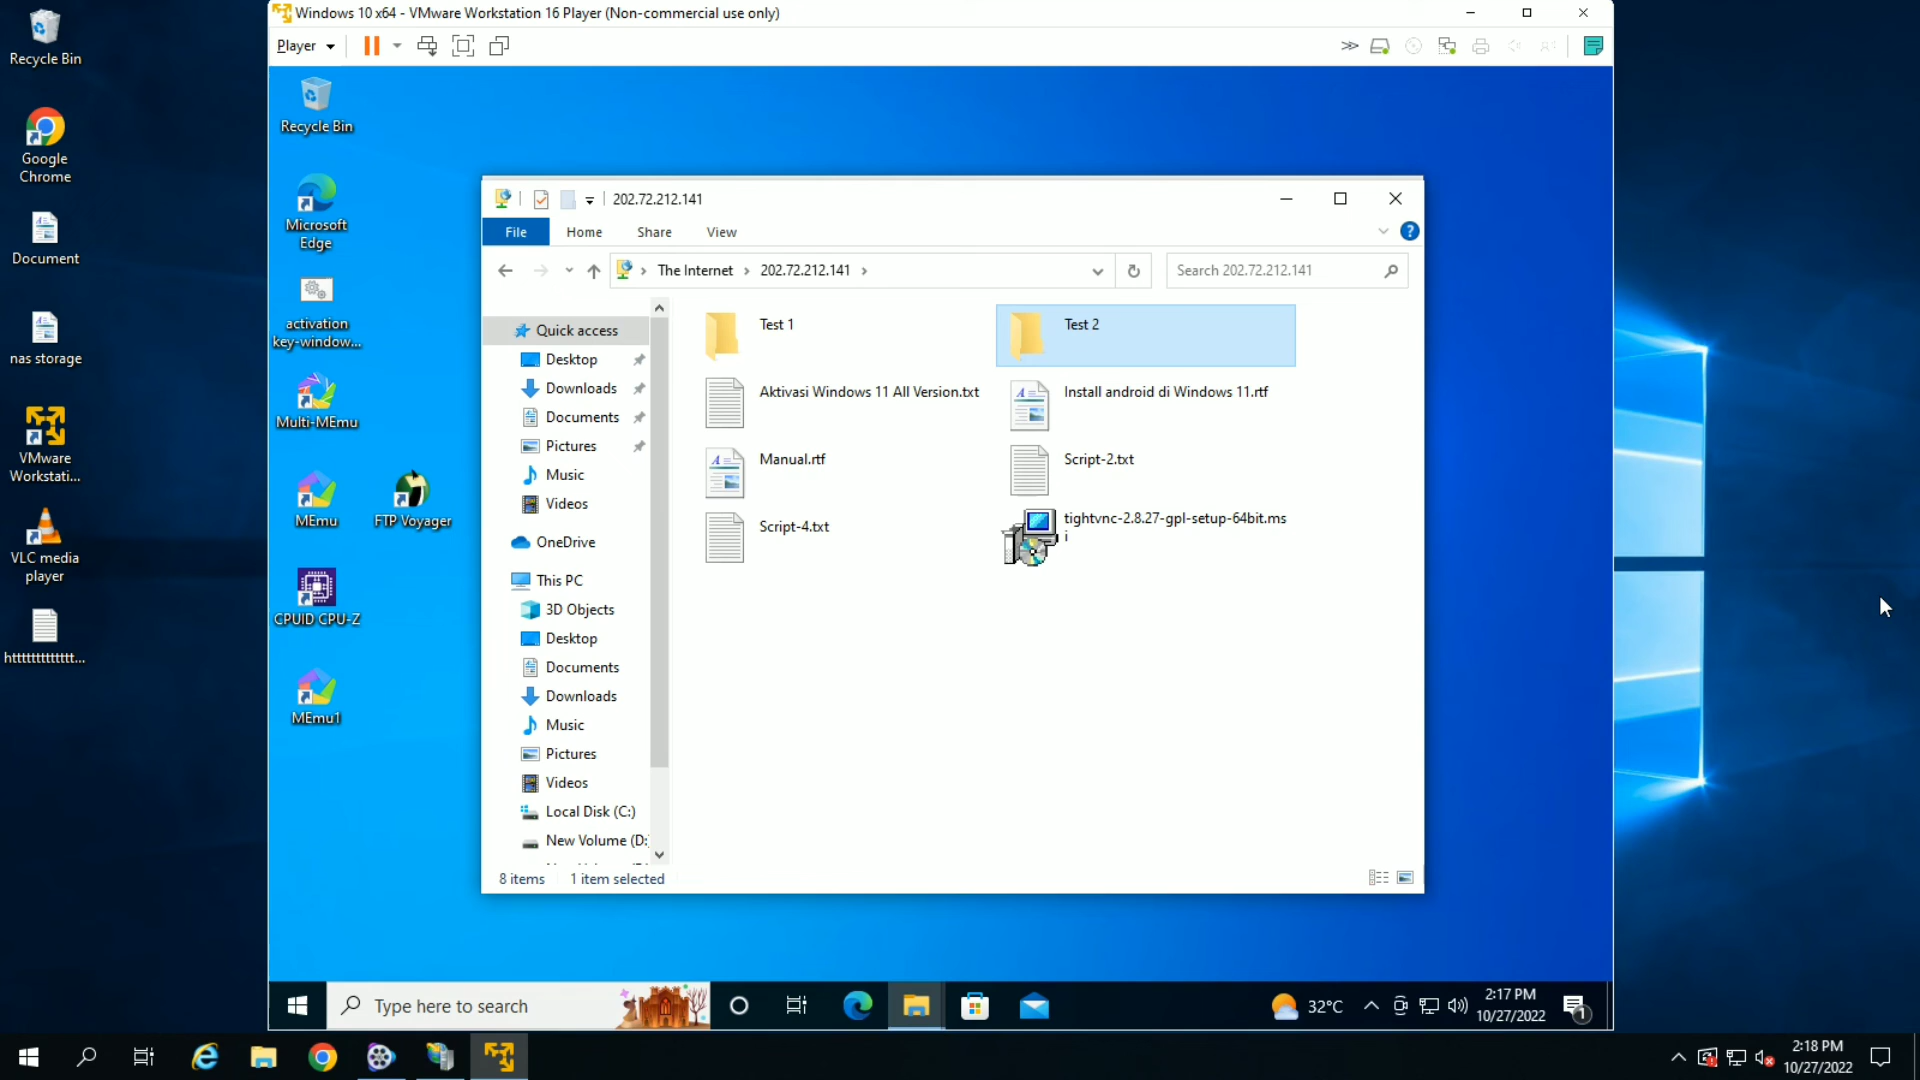 Windows 10 x64 - VMware Workstation 16 Player (Non-commercial use only)
Player
Recycle Bin
Google
Chrome
Document
nas storage
VMware
Workstati...
VLC media
player
htttttttttttttt...
Recycle Bin
Microsoft
Edge
activation
key-window...
Multi-MEmu
MEmu
FTP Voyager
CPUID CPU-Z
MEmu1
202.72.212.141
File
Home
Share
View
The Internet
202.72.212.141
Search 202.72.212.141
Quick access
Desktop
Downloads
Documents
Pictures
Music
Videos
OneDrive
This PC
3D Objects
Desktop
Documents
Downloads
Music
Pictures
Videos
Local Disk (C:)
New Volume (D:)
Test 1
Test 2
Aktivasi Windows 11 All Version.txt
Install android di Windows 11.rtf
Manual.rtf
Script-2.txt
Script-4.txt
tightvnc-2.8.27-gpl-setup-64bit.ms
i
8 items
1 item selected
Type here to search
32°C
2:17 PM
10/27/2022
1
2:18 PM
10/27/2022